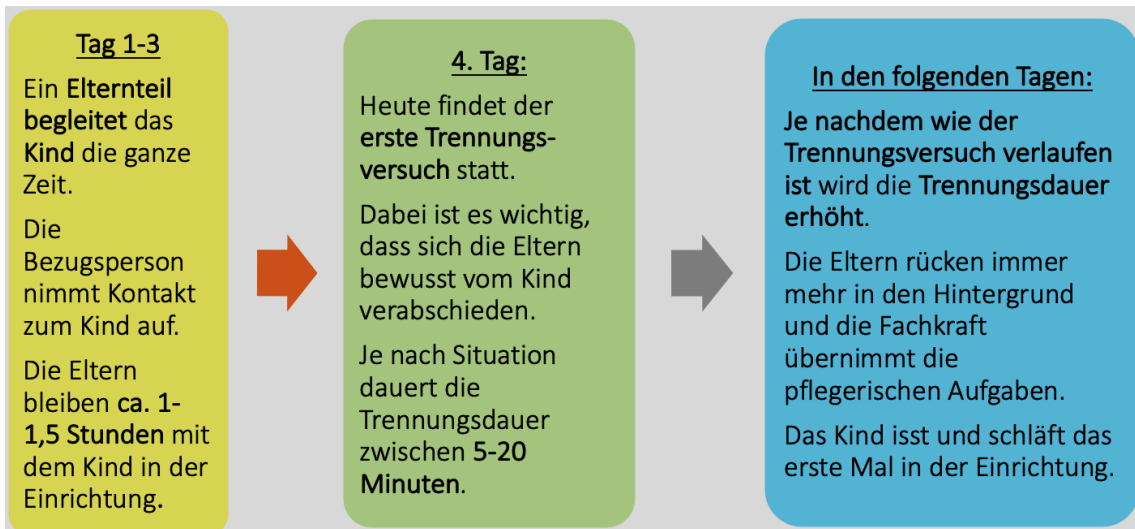 Tag 1-3
Ein Elternteil
begleitet das
Kind die ganze
Zeit.
Die
Bezugsperson
nimmt Kontakt
zum Kind auf.
Die Eltern
bleiben ca. 1-
1,5 Stunden mit
dem Kind in der
Einrichtung.
4. Tag:
Heute findet der
erste Trennungs-
versuch statt.
Dabei ist es wichtig,
dass sich die Eltern
bewusst vom Kind
verabschieden.
Je nach Situation
dauert die
Trennungsdauer
zwischen 5-20
Minuten.
In den folgenden Tagen:
Je nachdem wie der
Trennungsversuch verlaufen
ist wird die Trennungsdauer
erhöht.
Die Eltern rücken immer
mehr in den Hintergrund
und die Fachkraft
übernimmt die
pflegerischen Aufgaben.
Das Kind isst und schläft das
erste Mal in der Einrichtung.